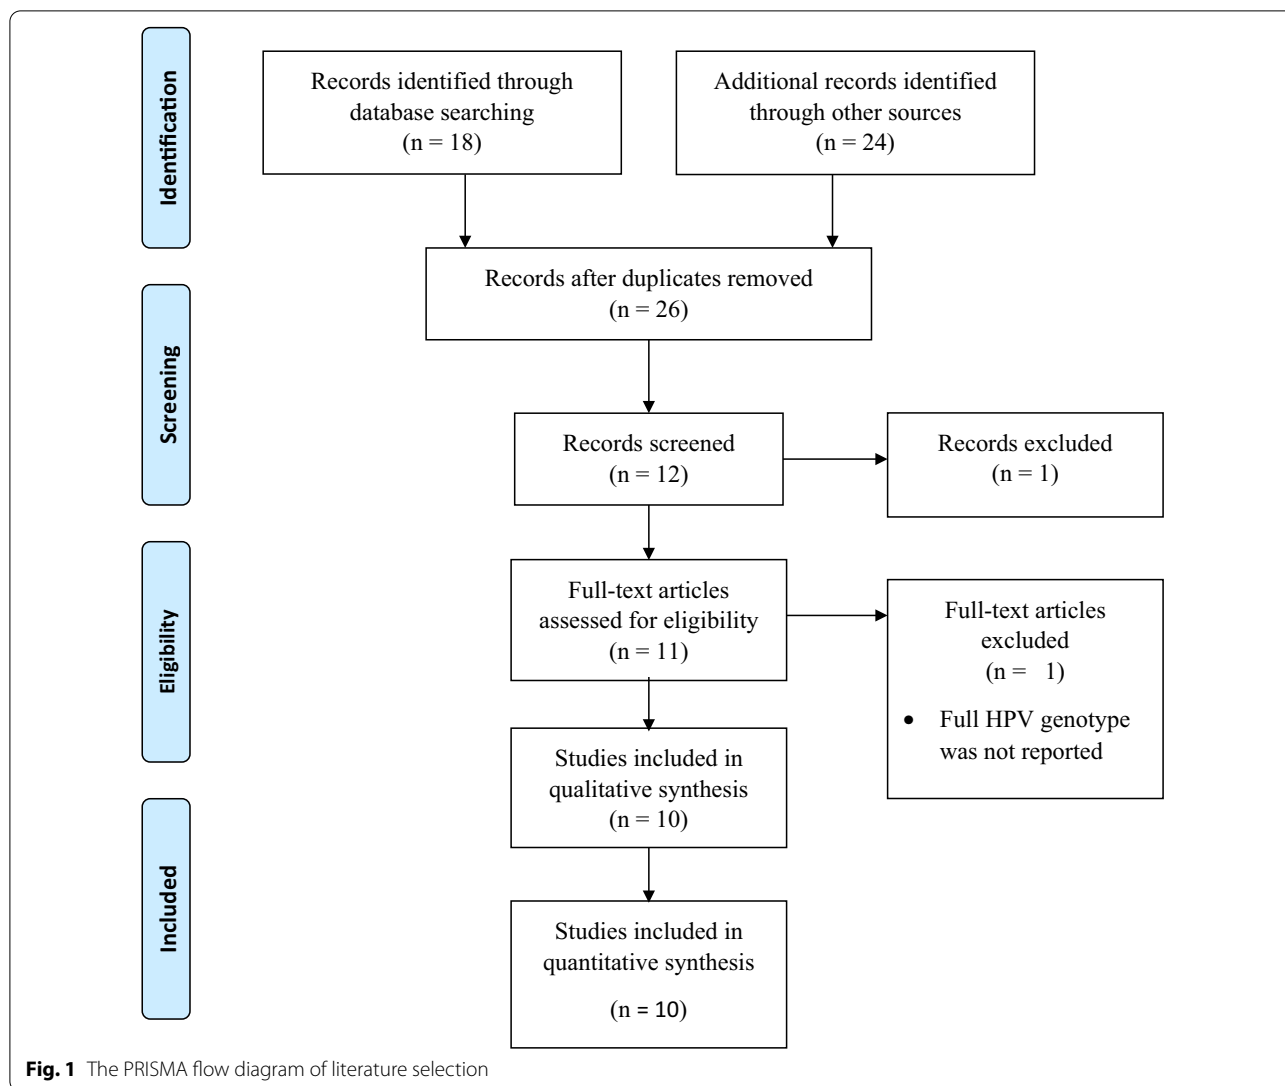 Identification
Records identified through
database searching
(n = 18)
Additional records identified
through other sources
(n = 24)
Records after duplicates removed
(n = 26)
Screening
Records screened
(n = 12)
Records excluded
(n = 1)
Eligibility
Full-text articles
assessed for eligibility
(n = 11)
Full-text articles
excluded
(n = 1)
• Full HPV genotype
was not reported
Studies included in
qualitative synthesis
(n = 10)
Included
Studies included in
quantitative synthesis
(n = 10)
Fig. 1 The PRISMA flow diagram of literature selection